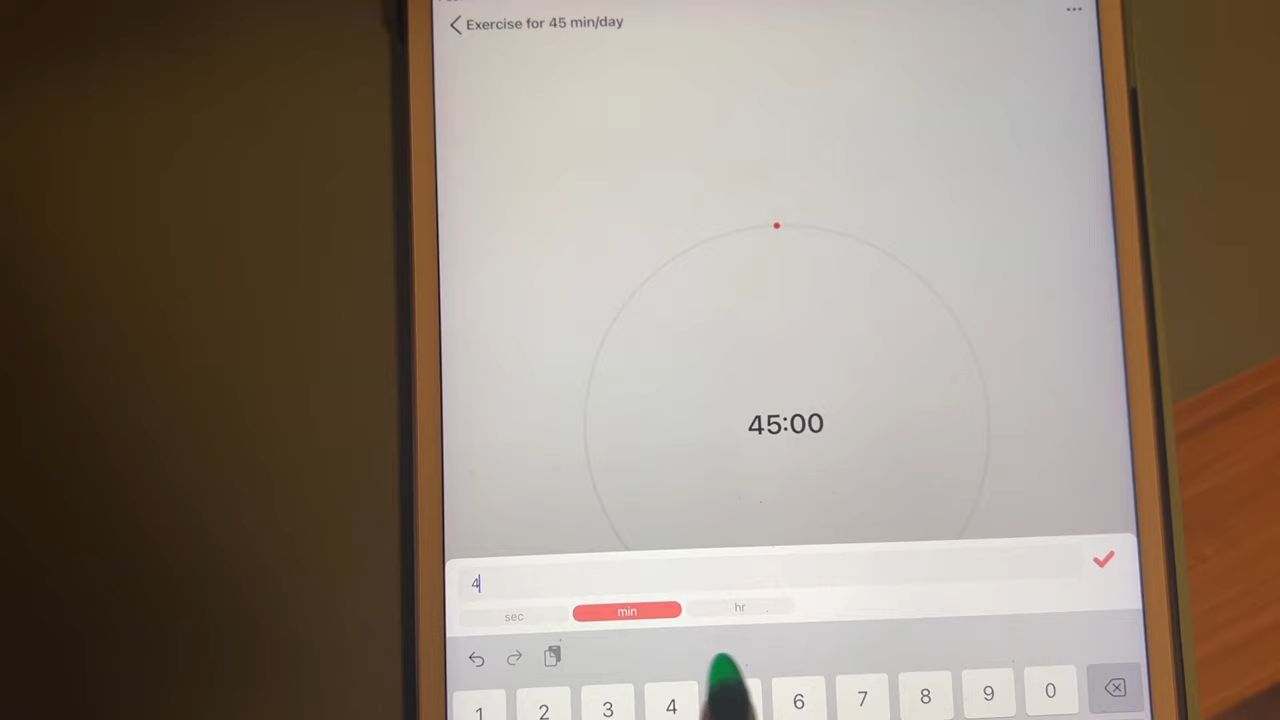 Exercise for 45 min/day
45:00
4
sec min hr
1 2 3 4 6 7 8 9 0